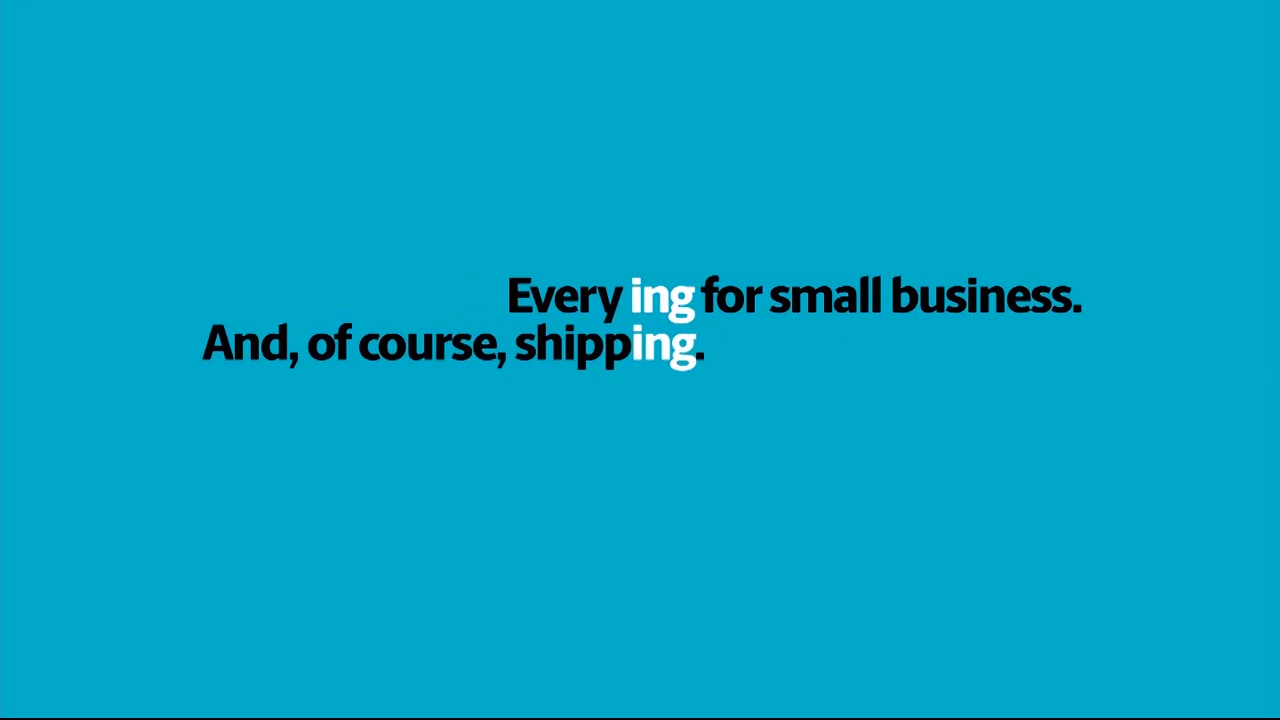 Every ing for small business.
And, of course, shipping.